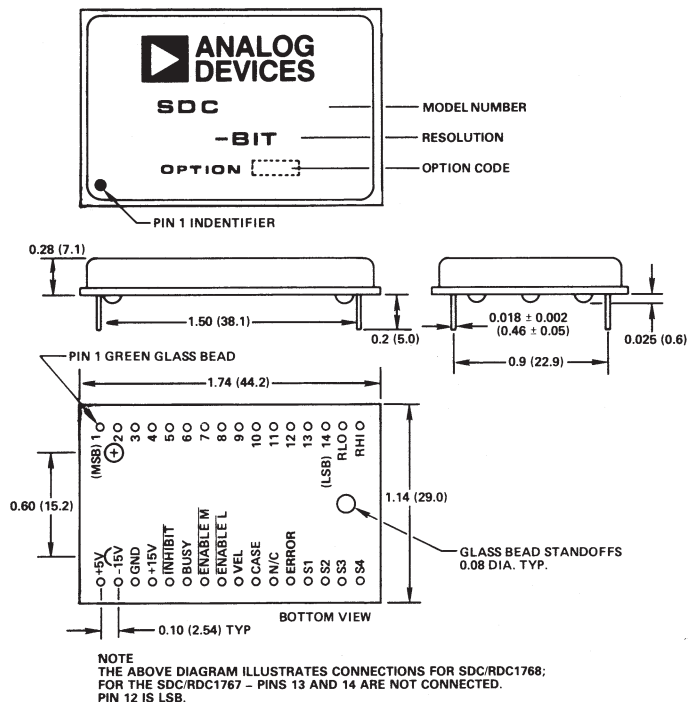 ANALOG
DEVICES
SDC
-BIT
OPTION
MODEL NUMBER
RESOLUTION
OPTION CODE
PIN 1 INDENTIFIER
0.28 (7.1)
1.50 (38.1)
0.2 (5.0)
0.018 ± 0.002
(0.46 ± 0.05)
0.025 (0.6)
0.9 (22.9)
PIN 1 GREEN GLASS BEAD
1.74 (44.2)
(MSB) 1
2
3
4
5
6
7
8
9
10
11
12
13
(LSB) 14
RLO
RHI
0.60 (15.2)
1.14 (29.0)
+5V
-15V
GND
+15V
INHIBIT
BUSY
ENABLE M
ENABLE L
VEL
CASE
N/C
ERROR
S1
S2
S3
S4
GLASS BEAD STANDOFFS
0.08 DIA. TYP.
BOTTOM VIEW
0.10 (2.54) TYP
NOTE
THE ABOVE DIAGRAM ILLUSTRATES CONNECTIONS FOR SDC/RDC1768;
FOR THE SDC/RDC1767 – PINS 13 AND 14 ARE NOT CONNECTED.
PIN 12 IS LSB.